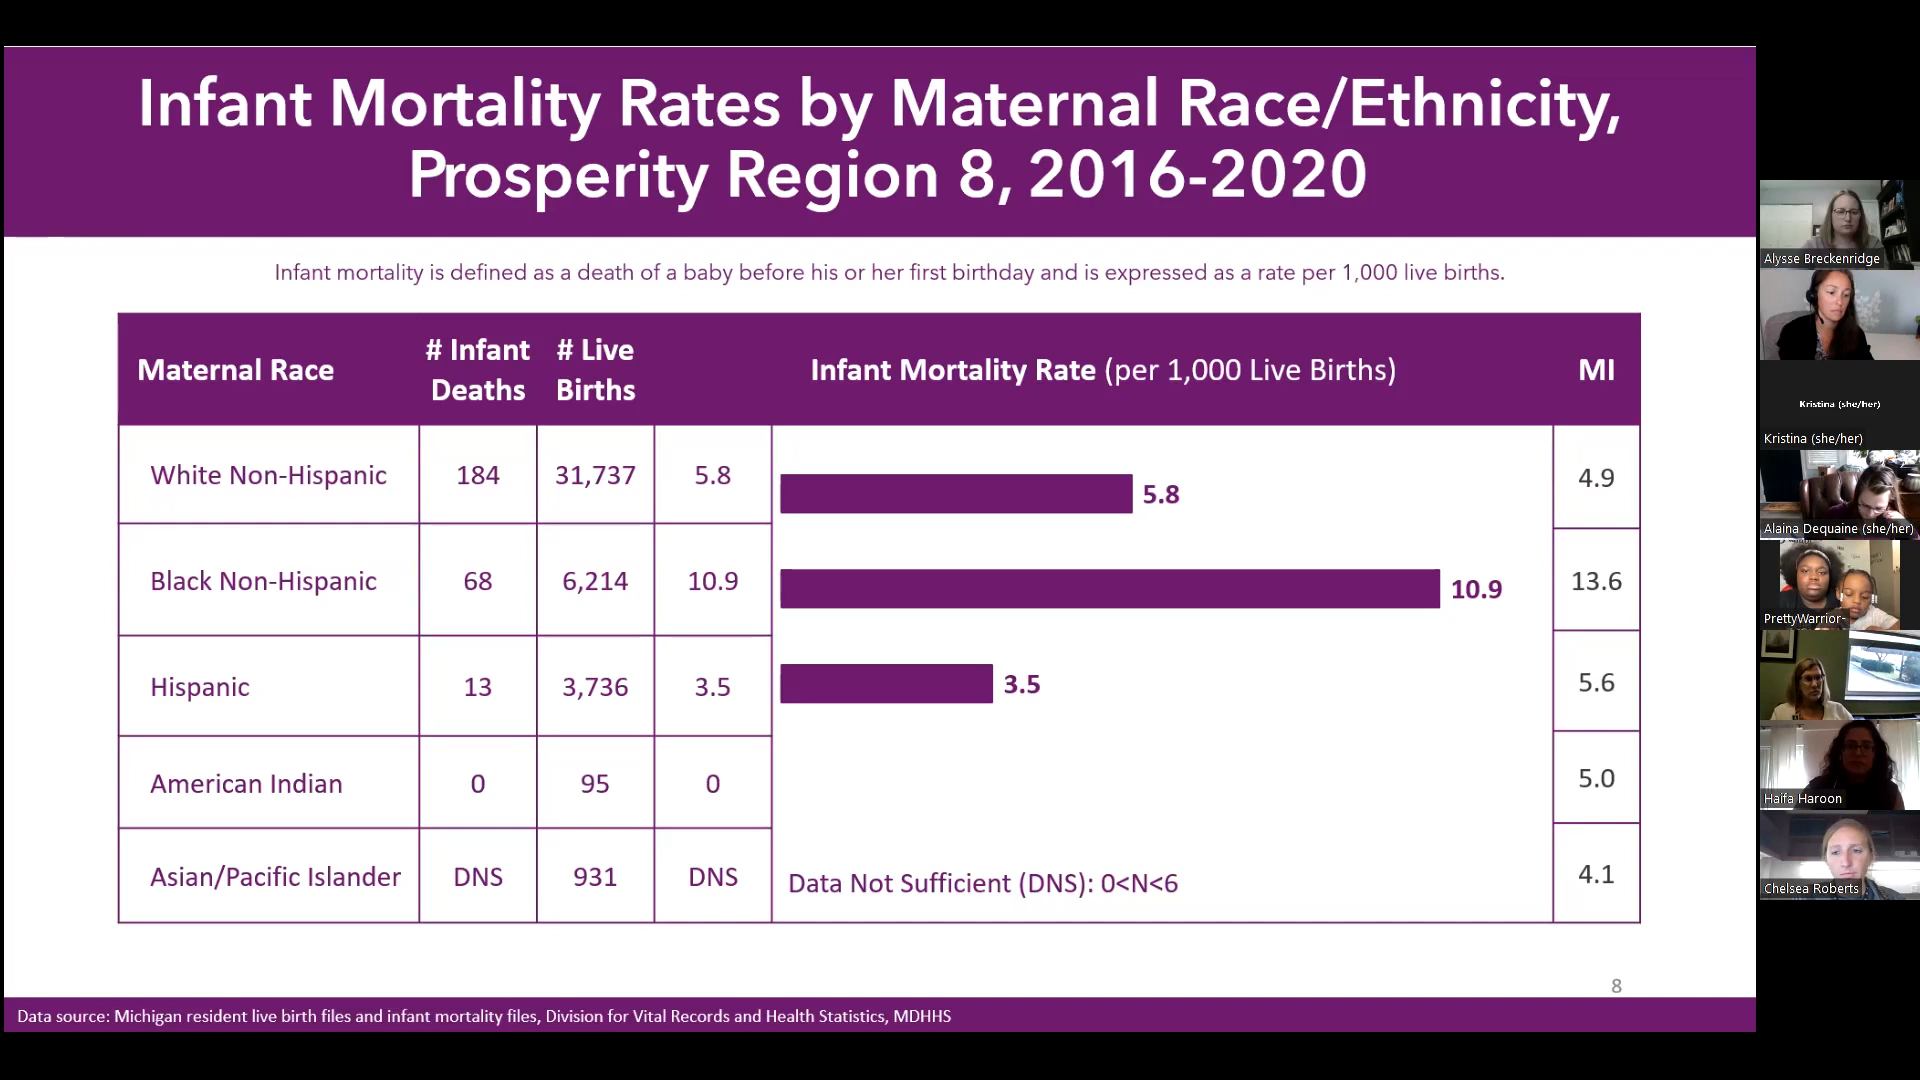 Infant Mortality Rates by Maternal Race/Ethnicity,
Prosperity Region 8, 2016-2020
Infant mortality is defined as a death of a baby before his or her first birthday and is expressed as a rate per 1,000 live births.
Maternal Race # Infant Deaths # Live Births Infant Mortality Rate (per 1,000 Live Births) MI
White Non-Hispanic 184 31,737 5.8 5.8 4.9
Black Non-Hispanic 68 6,214 10.9 10.9 13.6
Hispanic 13 3,736 3.5 3.5 5.6
American Indian 0 95 0 5.0
Asian/Pacific Islander DNS 931 DNS Data Not Sufficient (DNS): 0<N<6 4.1
8
Data source: Michigan resident live birth files and infant mortality files, Division for Vital Records and Health Statistics, MDHHS
Alysse Breckenridge
Kristina (she/her)
Kristina (she/her)
Alaina Dequaine (she/her)
PrettyWarrior-
Haifa Haroon
Chelsea Roberts